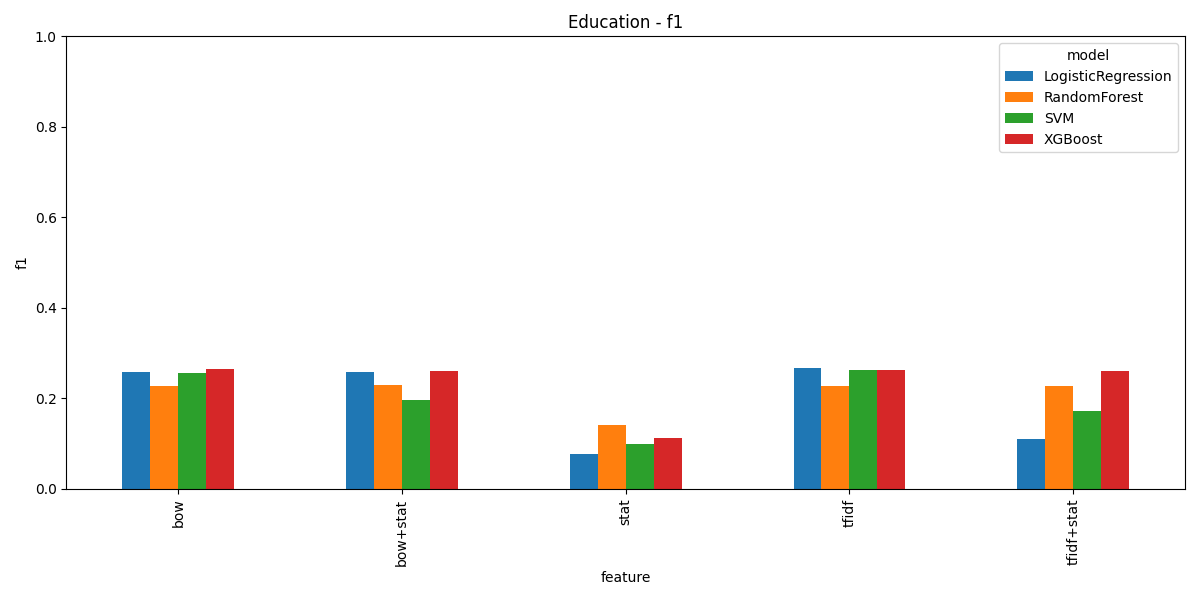 Education - f1
1.0
0.8
0.6
0.4
0.2
0.0
f1
model
LogisticRegression
RandomForest
SVM
XGBoost
bow
bow+stat
stat
tfidf
tfidf+stat
feature